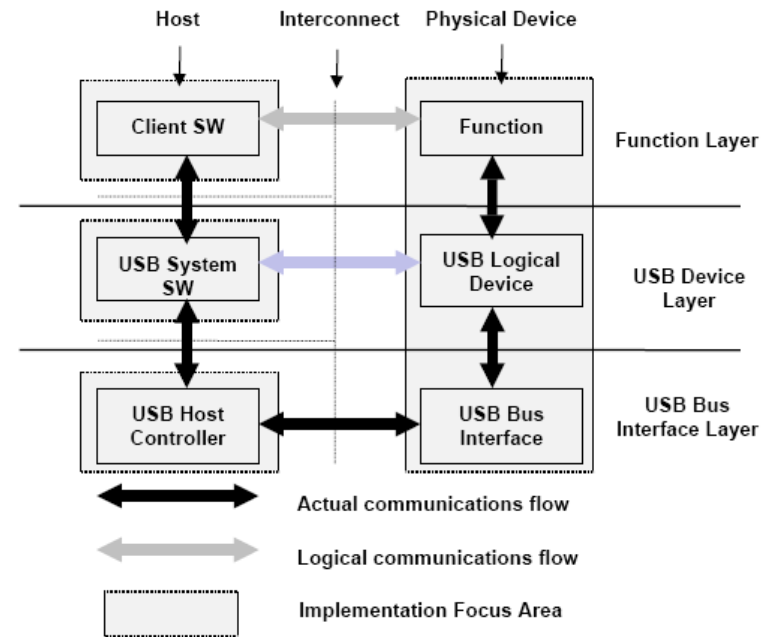 Host
Interconnect
Physical Device
Client SW
Function
Function Layer
USB System
SW
USB Logical
Device
USB Device
Layer
USB Host
Controller
USB Bus
Interface
USB Bus
Interface Layer
Actual communications flow
Logical communications flow
Implementation Focus Area